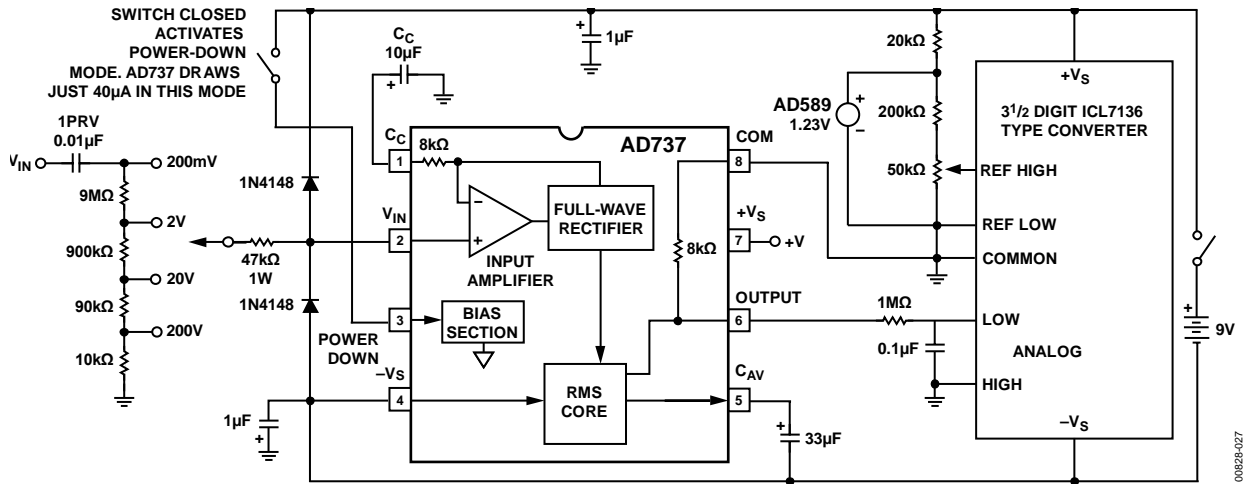 SWITCH CLOSED
ACTIVATES
POWER-DOWN
MODE. AD737 DRAWS
JUST 40µA IN THIS MODE
1PRV
0.01µF
VIN
200mV
9MΩ
2V
900kΩ
20V
90kΩ
200V
10kΩ
47kΩ
1W
1N4148
1N4148
1µF
+
CC
10µF
+
1µF
+
AD737
CC
1
8kΩ
VIN
2
−
+
INPUT
AMPLIFIER
FULL-WAVE
RECTIFIER
3
POWER
DOWN
BIAS
SECTION
−VS
4
RMS
CORE
COM
8
8kΩ
+VS
7
+V
OUTPUT
6
CAV
5
+
33µF
20kΩ
AD589
1.23V
+
−
200kΩ
50kΩ
1MΩ
0.1µF
+VS
31/2 DIGIT ICL7136
TYPE CONVERTER
REF HIGH
REF LOW
COMMON
LOW
ANALOG
HIGH
−VS
+
9V
00828-027